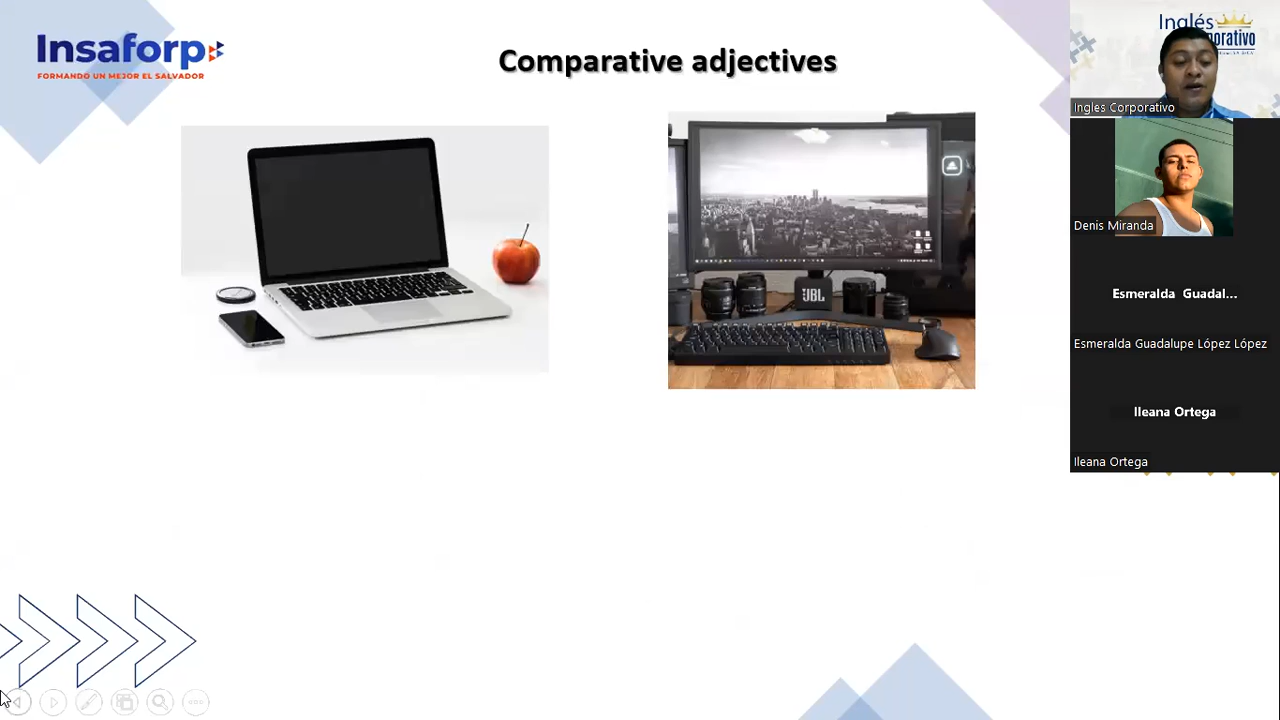 Insaforp
FORMANDO UN MEJOR EL SALVADOR
Comparative adjectives
JBL
Inglés
Ingles Corporativo
Denis Miranda
Esmeralda Guadal...
Esmeralda Guadalupe López López
Ileana Ortega
Ileana Ortega